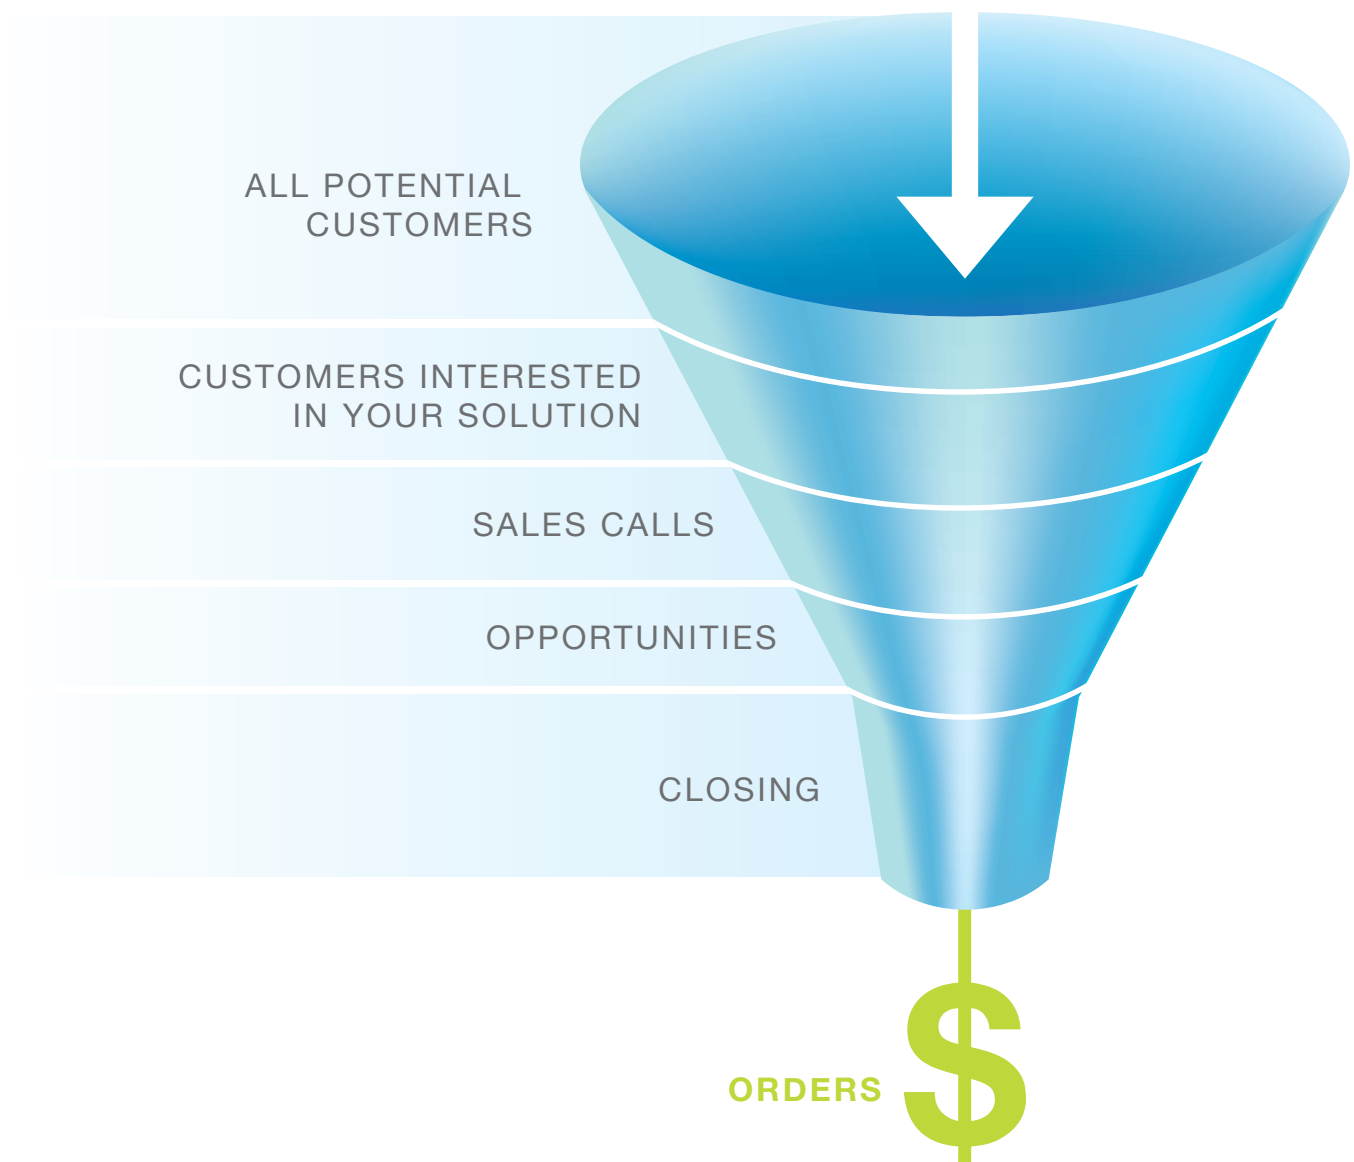 ALL POTENTIAL
CUSTOMERS
CUSTOMERS INTERESTED
IN YOUR SOLUTION
SALES CALLS
OPPORTUNITIES
CLOSING
ORDERS
$